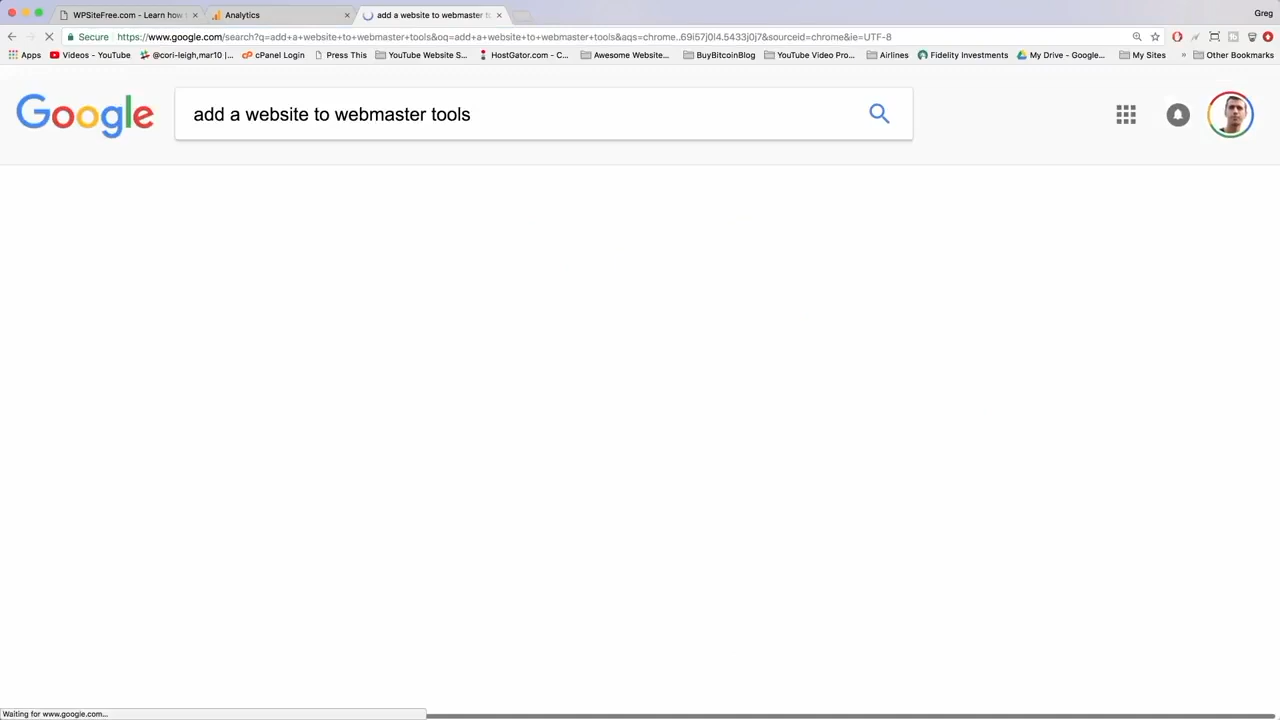 WPSiteFree.com - Learn how
Analytics
add a website to webmaster
Greg
Secure
https://www.google.com/search?q=add+a+website+to+webmaster+tools&oq=add+a+website+to+webmaster+tools&aqs=chrome..69i57j0l4.5433j0j7&sourceid=chrome&ie=UTF-8
Apps Videos - YouTube @cori-leigh,mar10 |... cPanel Login Press This YouTube Website S... HostGator.com - C... Awesome Website... BuyBitcoinBlog YouTube Video Pro... Airlines Fidelity Investments My Drive - Google... My Sites » Other Bookmarks
Google
add a website to webmaster tools
Waiting for www.google.com...